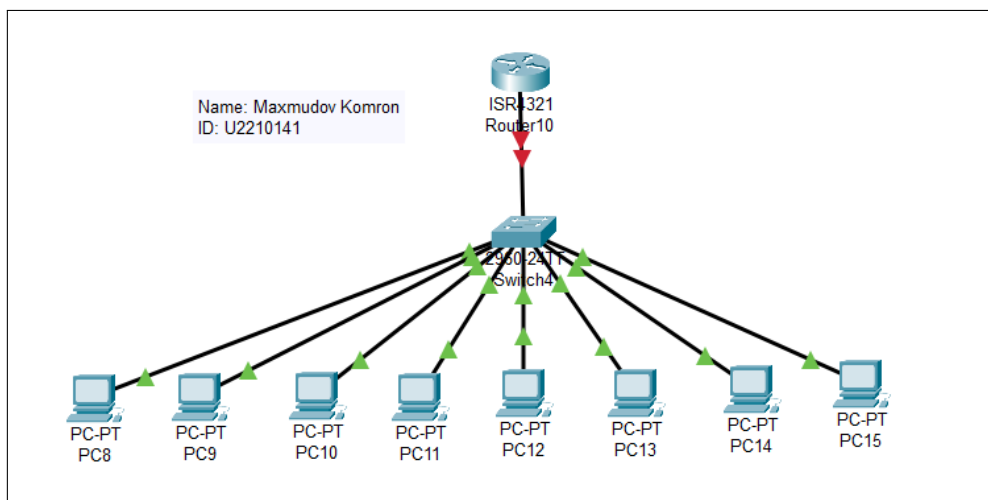 ISR4321
Router10
Name: Maxmudov Komron
ID: U2210141
2960-24TT
Switch4
PC-PT
PC8
PC-PT
PC9
PC-PT
PC10
PC-PT
PC11
PC-PT
PC12
PC-PT
PC13
PC-PT
PC14
PC-PT
PC15